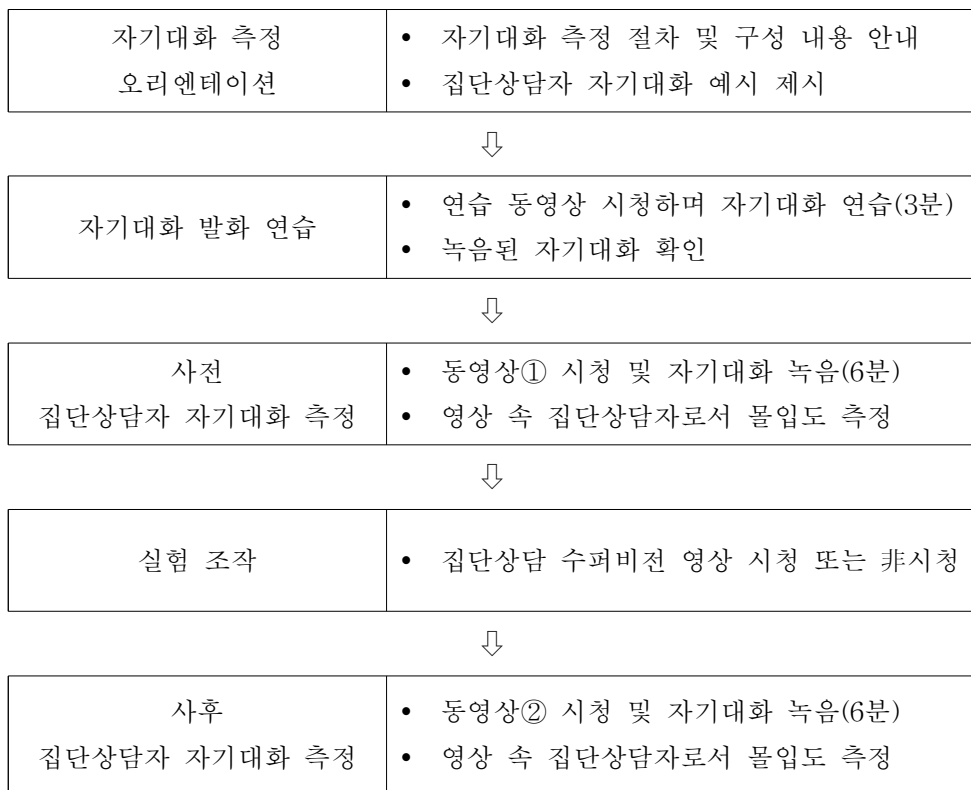 자기대화 측정
오리엔테이션
• 자기대화 측정 절차 및 구성 내용 안내
• 집단상담자 자기대화 예시 제시
⇩
자기대화 발화 연습
• 연습 동영상 시청하며 자기대화 연습(3분)
• 녹음된 자기대화 확인
⇩
사전
집단상담자 자기대화 측정
• 동영상① 시청 및 자기대화 녹음(6분)
• 영상 속 집단상담자로서 몰입도 측정
⇩
실험 조작
• 집단상담 수퍼비전 영상 시청 또는 非시청
⇩
사후
집단상담자 자기대화 측정
• 동영상② 시청 및 자기대화 녹음(6분)
• 영상 속 집단상담자로서 몰입도 측정